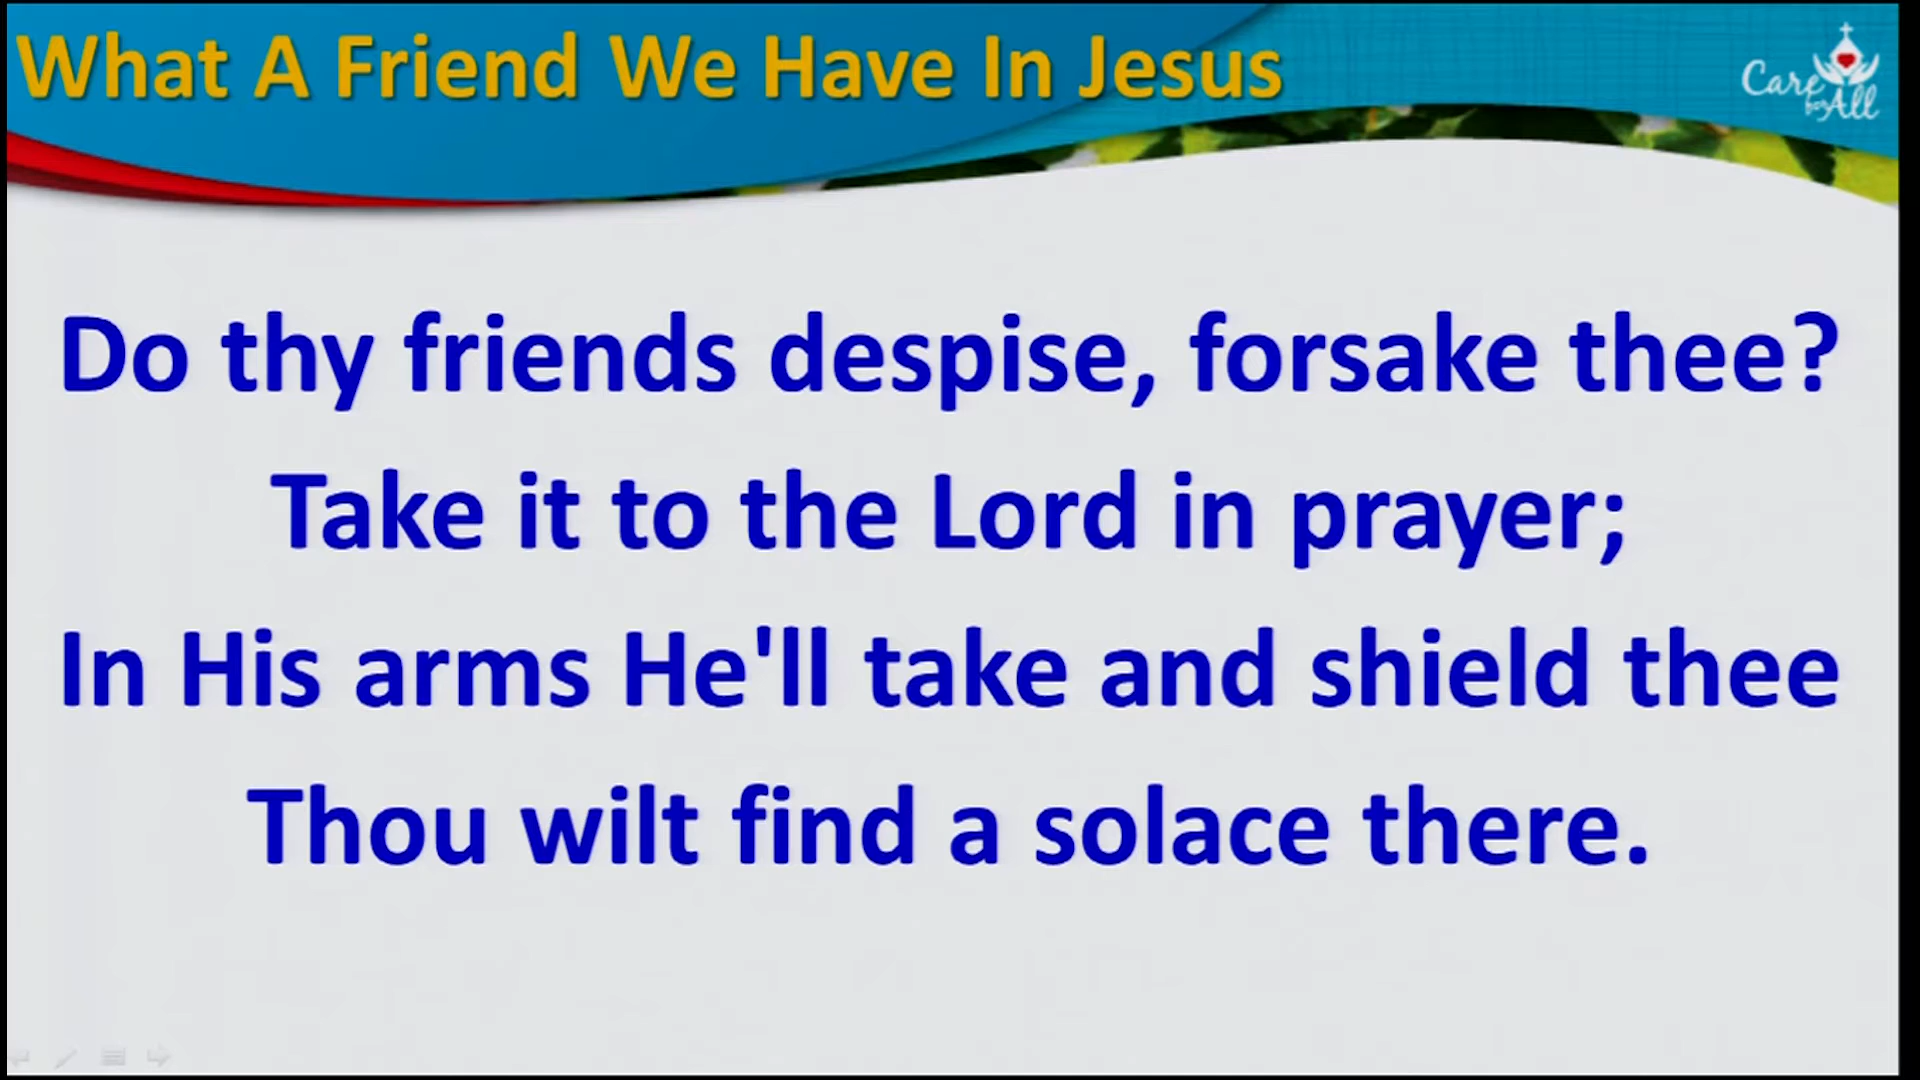 What A Friend We Have In Jesus
Care
for All
Do thy friends despise, forsake thee?
Take it to the Lord in prayer;
In His arms He'll take and shield thee
Thou wilt find a solace there.